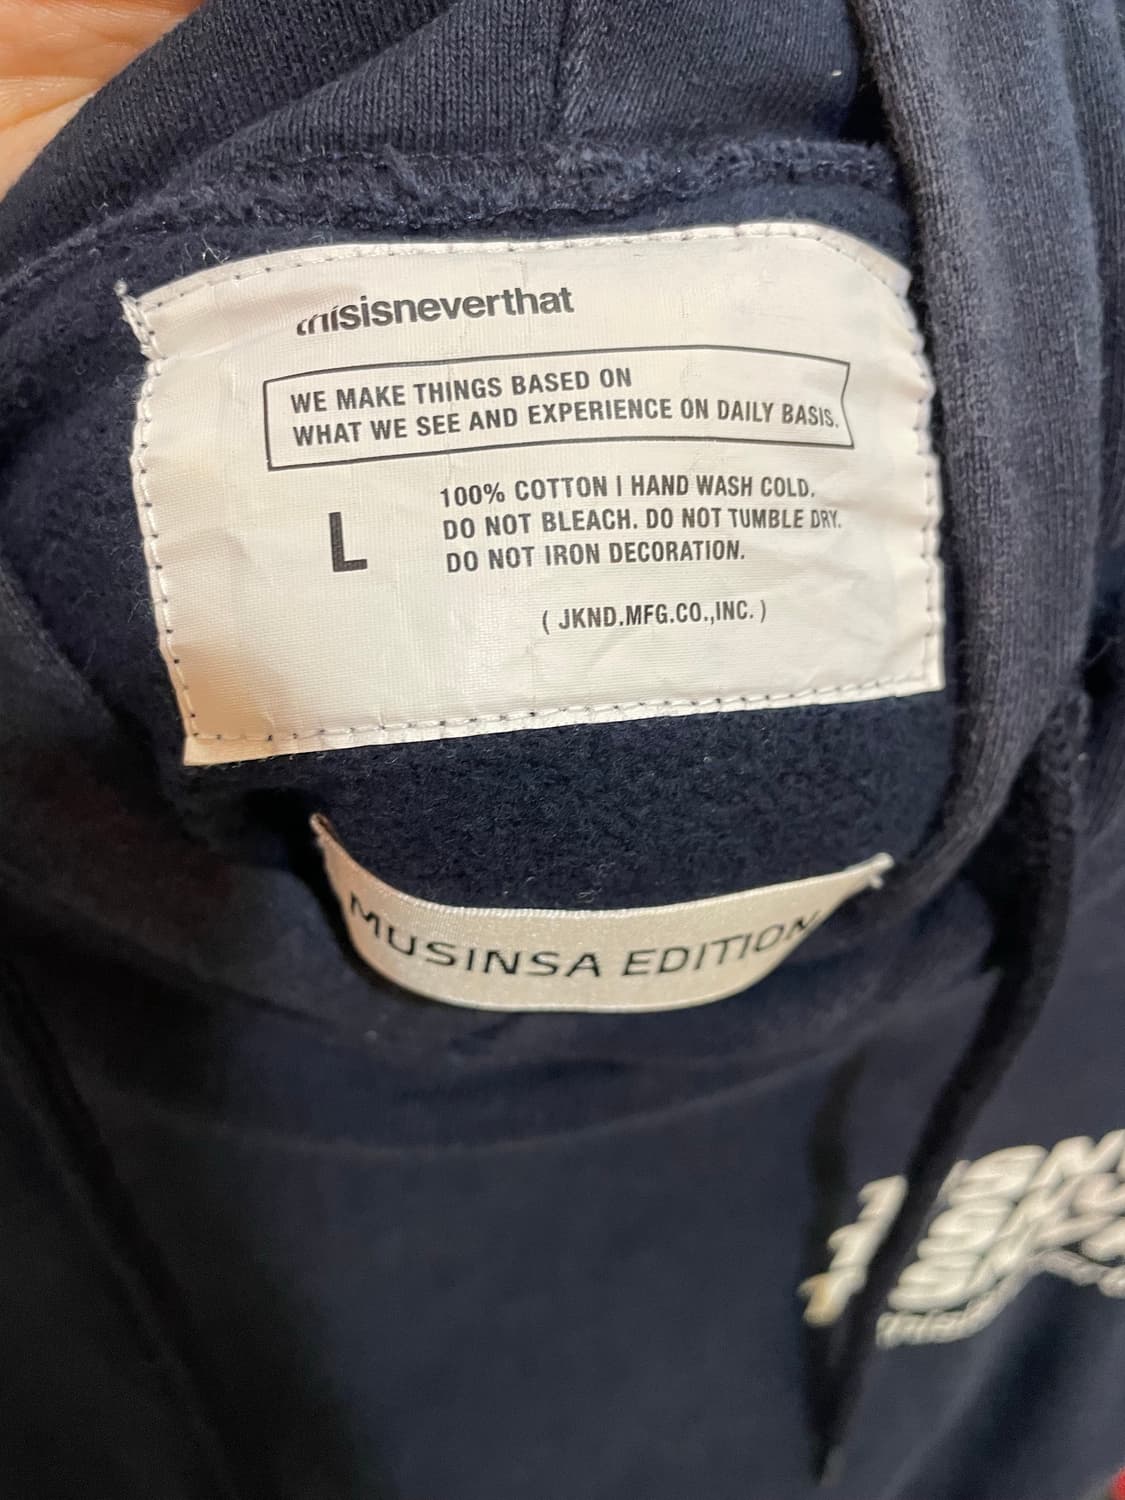 thisisneverthat
WE MAKE THINGS BASED ON
WHAT WE SEE AND EXPERIENCE ON DAILY BASIS.
L
100% COTTON | HAND WASH COLD.
DO NOT BLEACH. DO NOT TUMBLE DRY.
DO NOT IRON DECORATION.
( JKND.MFG.CO.,INC. )
MUSINSA EDITION